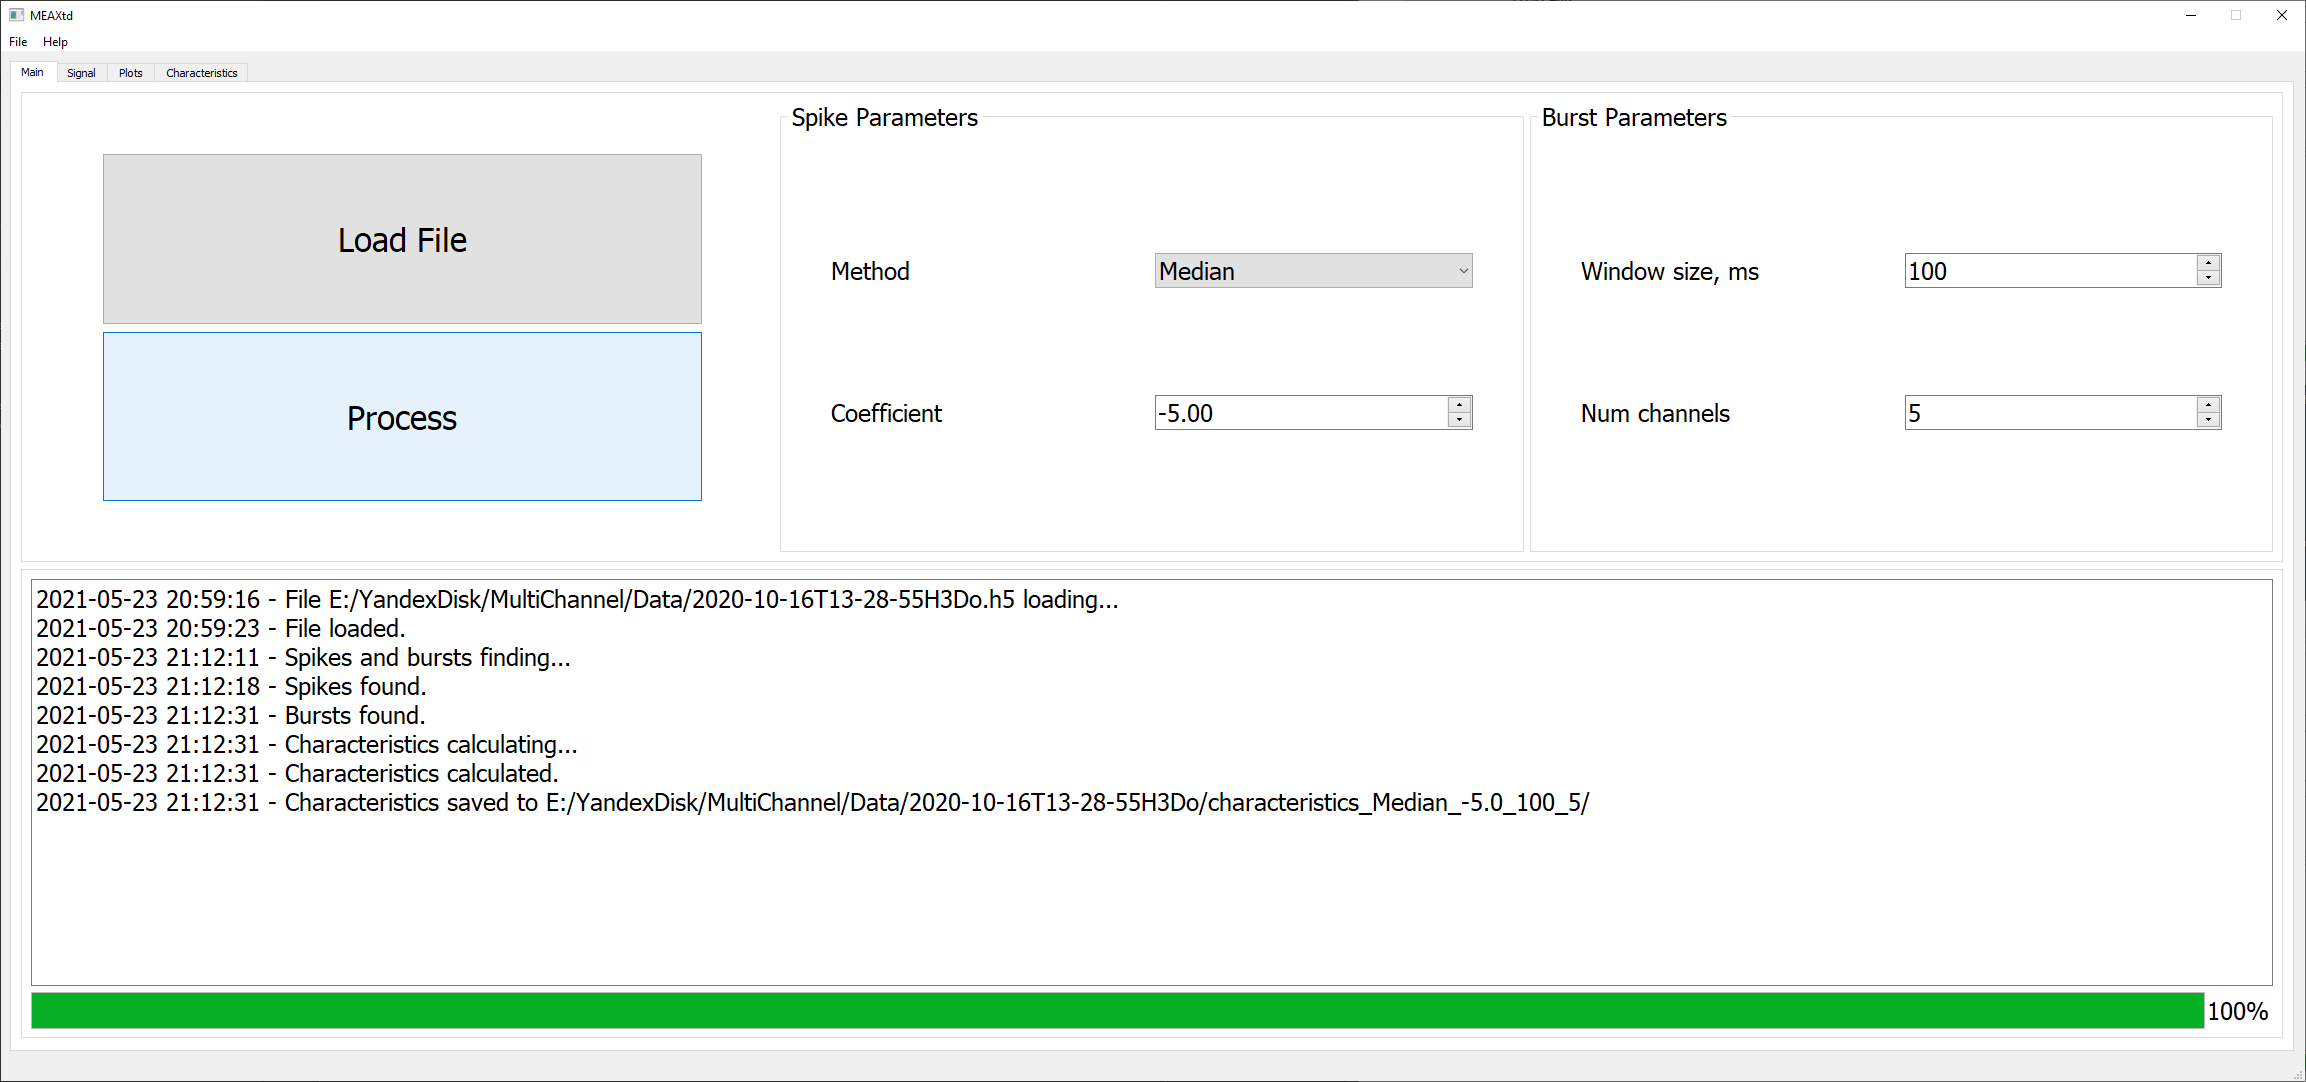 MEAXtd
File Help
Main Signal Plots Characteristics
Load File
Process
Spike Parameters
Method Median
Coefficient -5.00
Burst Parameters
Window size, ms 100
Num channels 5
2021-05-23 20:59:16 - File E:/YandexDisk/MultiChannel/Data/2020-10-16T13-28-55H3Do.h5 loading...
2021-05-23 20:59:23 - File loaded.
2021-05-23 21:12:11 - Spikes and bursts finding...
2021-05-23 21:12:18 - Spikes found.
2021-05-23 21:12:31 - Bursts found.
2021-05-23 21:12:31 - Characteristics calculating...
2021-05-23 21:12:31 - Characteristics calculated.
2021-05-23 21:12:31 - Characteristics saved to E:/YandexDisk/MultiChannel/Data/2020-10-16T13-28-55H3Do/characteristics_Median_-5.0_100_5/
100%